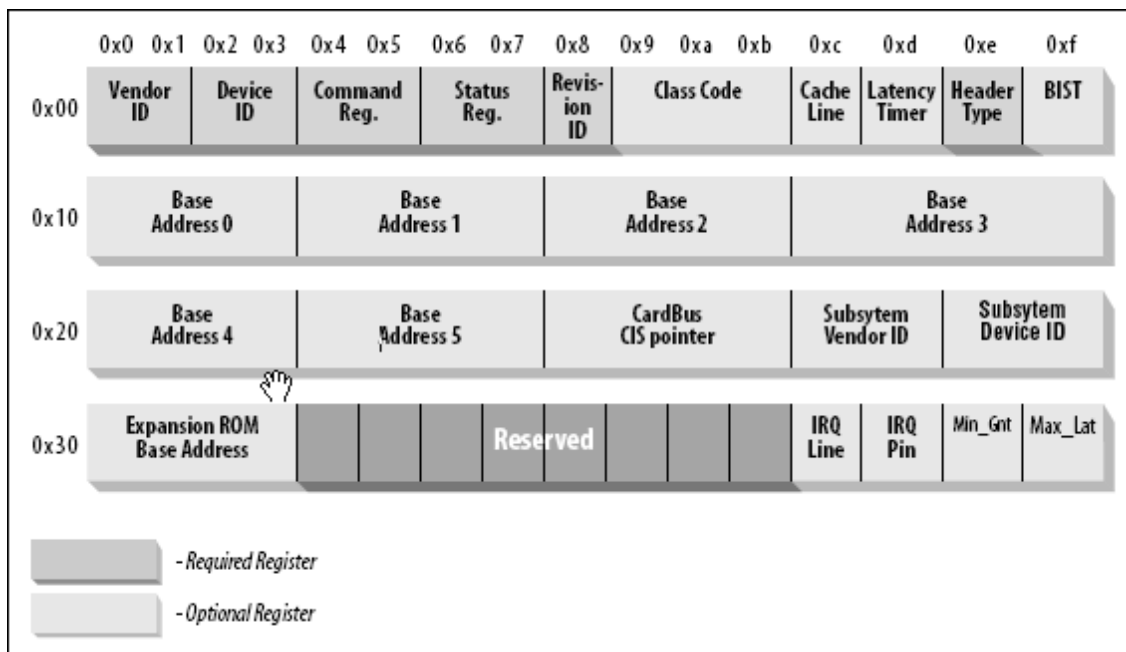 0x0 0x1 0x2 0x3 0x4 0x5 0x6 0x7 0x8 0x9 0xa 0xb 0xc 0xd 0xe 0xf
0x00
Vendor
ID
Device
ID
Command
Reg.
Status
Reg.
Revis-
ion
ID
Class Code
Cache
Line
Latency
Timer
Header
Type
BIST
0x10
Base
Address 0
Base
Address 1
Base
Address 2
Base
Address 3
0x20
Base
Address 4
Base
Address 5
CardBus
CIS pointer
Subsytem
Vendor ID
Subsytem
Device ID
0x30
Expansion ROM
Base Address
Reserved
IRQ
Line
IRQ
Pin
Min_Gnt
Max_Lat
- Required Register
- Optional Register